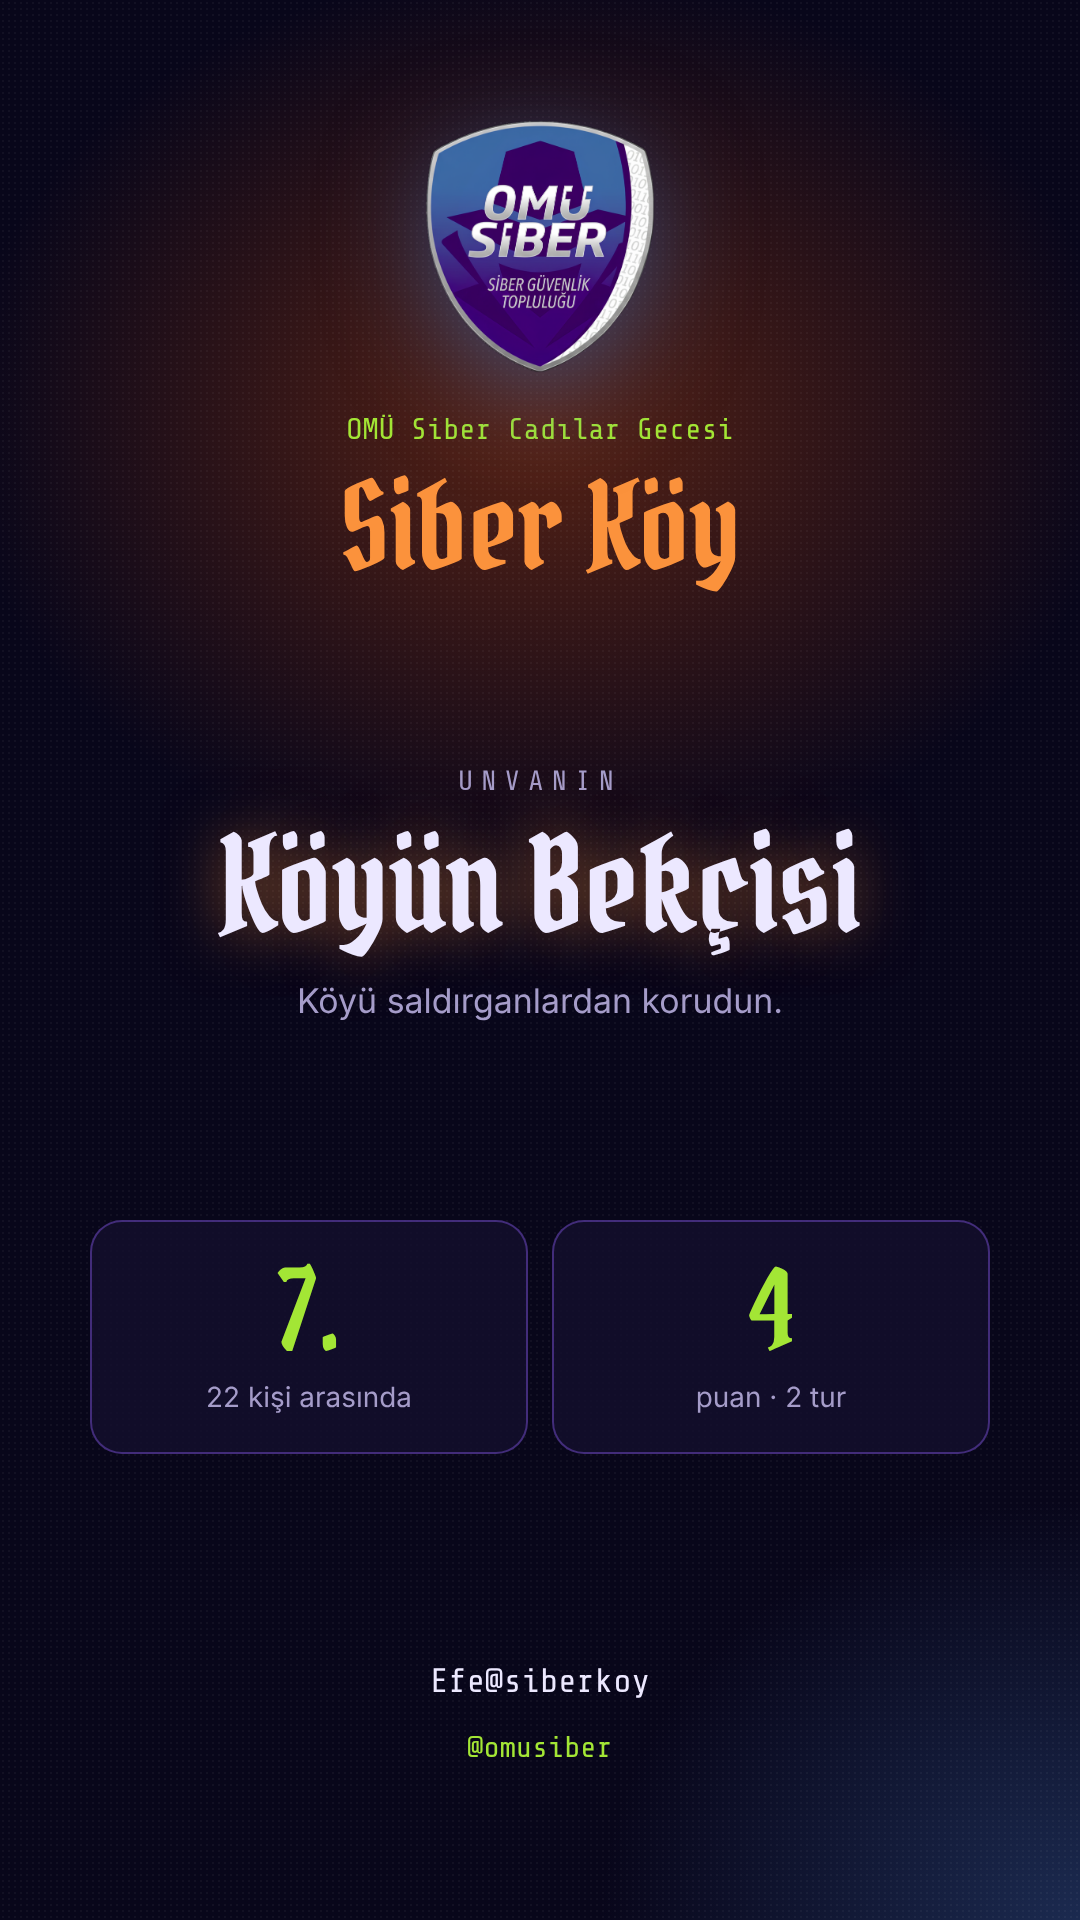 OMÜ
SİBER
SİBER GÜVENLİK
TOPLULUĞU
OMÜ Siber Cadılar Gecesi
Siber Köy
UNVANIN
Köyün Bekçisi
Köyü saldırganlardan korudun.
7.
22 kişi arasında
4
puan · 2 tur
Efe@siberkoy
@omusiber